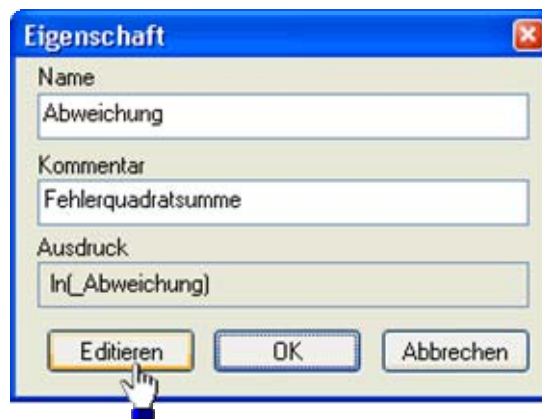 Eigenschaft
Name
Abweichung
Kommentar
Fehlerquadratsumme
Ausdruck
ln(_Abweichung)
Editieren OK Abbrechen